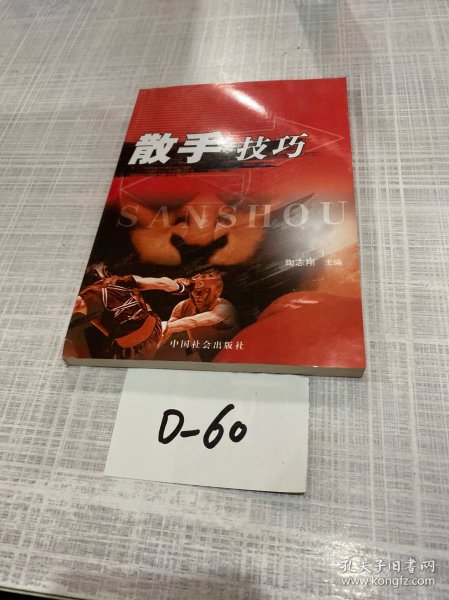 散手技巧
SANSHOU
陶志翔 主编
中国社会出版社
D-60
孔夫子旧书网
www.kongfz.com